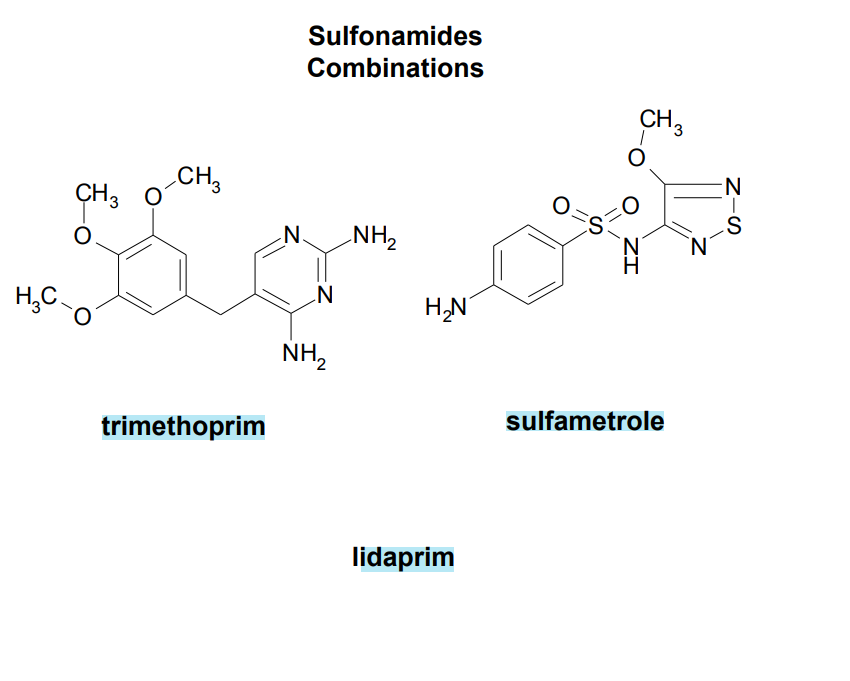 Sulfonamides
Combinations
CH3
O
CH3
CH3
O
O
H3C
O
N
NH2
N
NH2
O
O
S
N
H
N
S
N
H2N
trimethoprim
sulfametrole
lidaprim